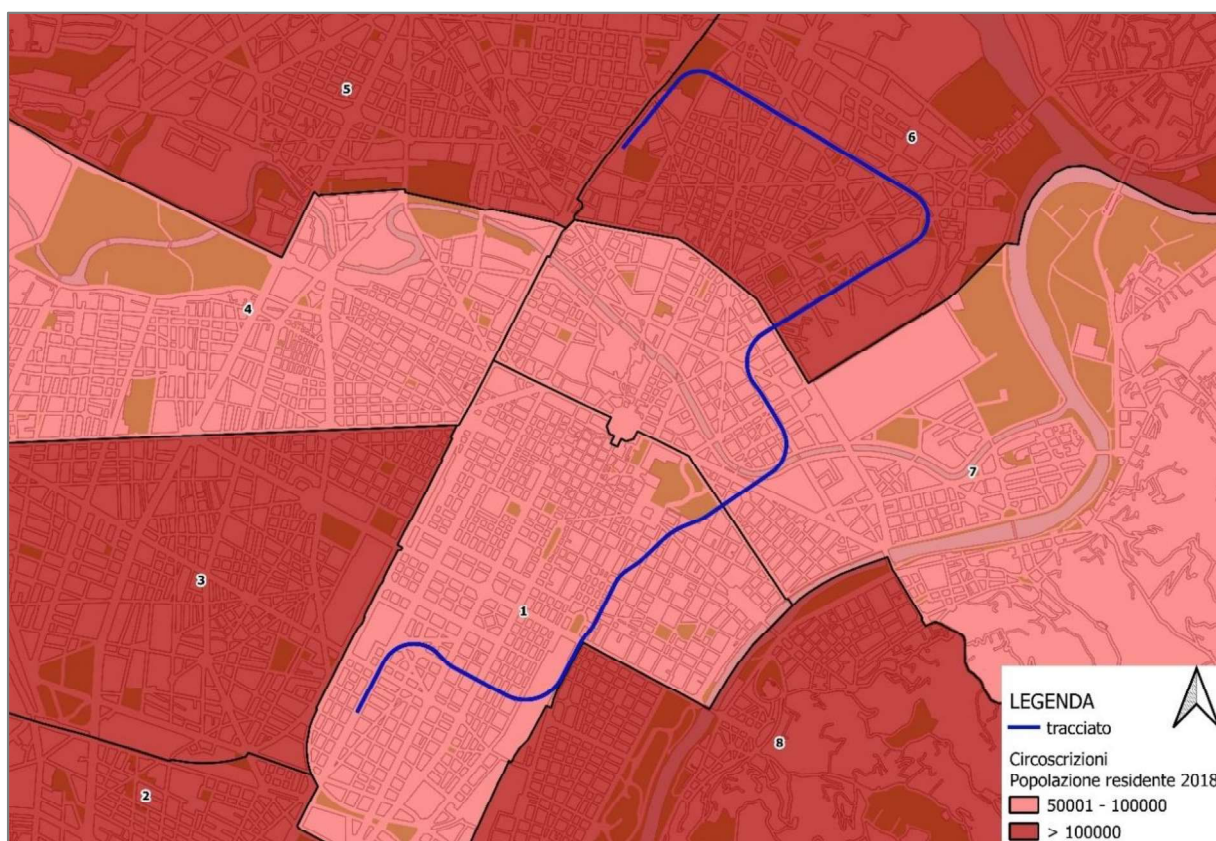 5
6
4
7
3
1
8
2
LEGENDA
tracciato
Circoscrizioni
Popolazione residente 2018
50001 - 100000
> 100000